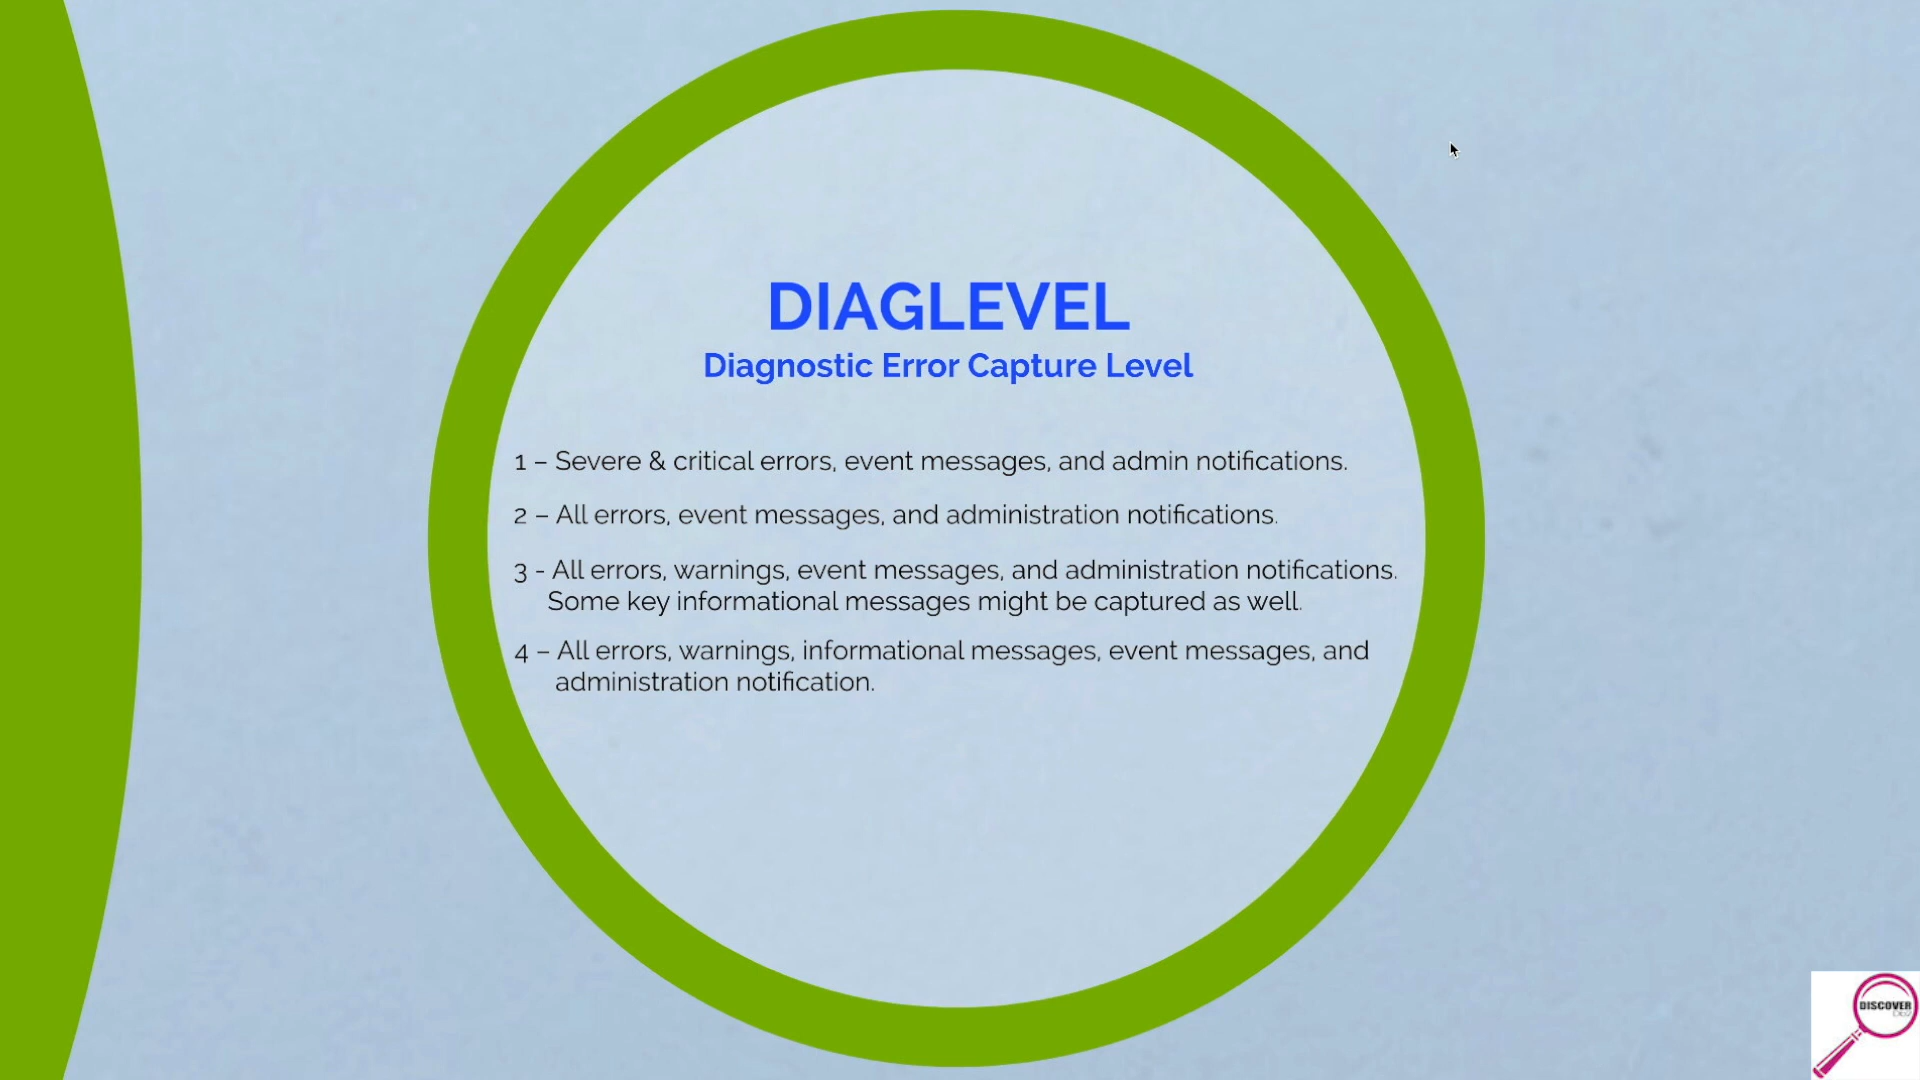 DIAGLEVEL
Diagnostic Error Capture Level
1 – Severe & critical errors, event messages, and admin notifications.
2 – All errors, event messages, and administration notifications.
3 - All errors, warnings, event messages, and administration notifications.
Some key informational messages might be captured as well.
4 – All errors, warnings, informational messages, event messages, and
administration notification.
DISCOVER